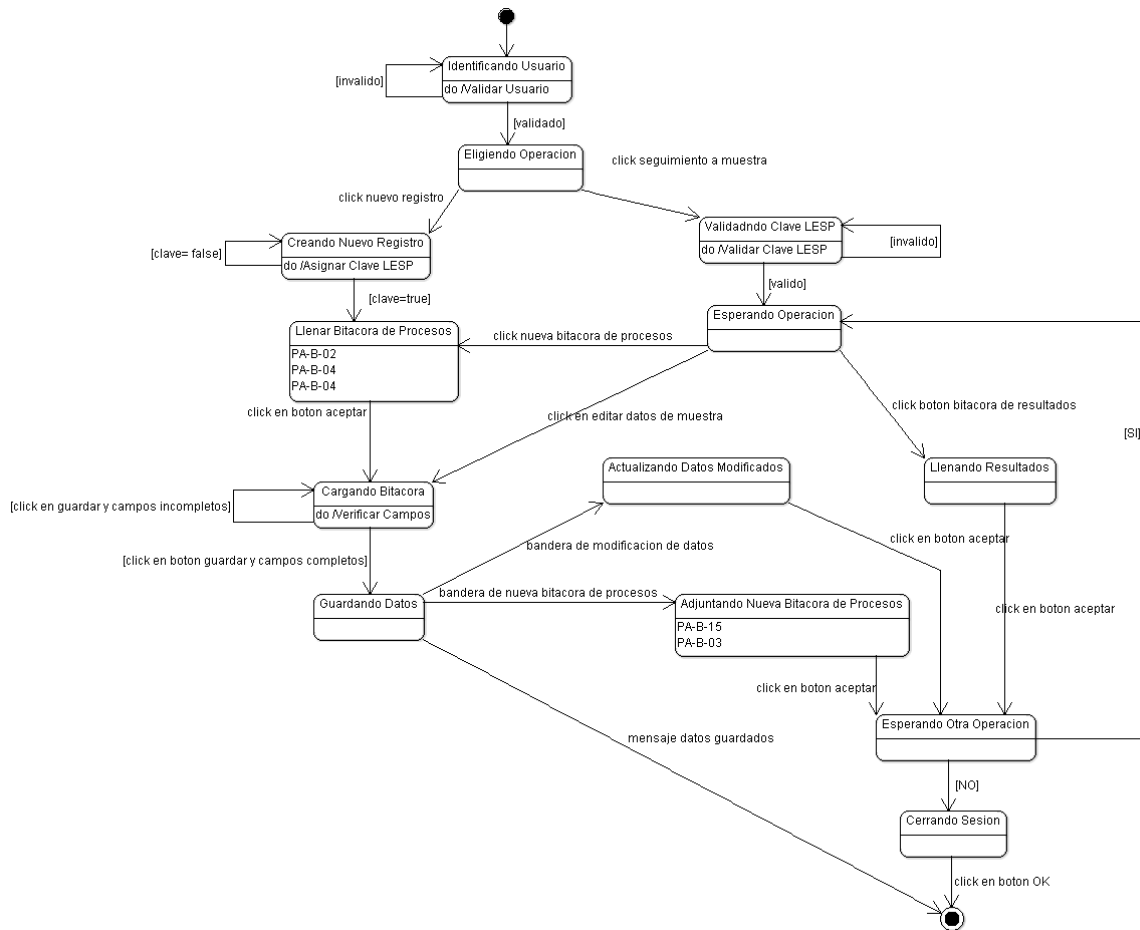 Identificando Usuario
[invalido]
do /Validar Usuario
[validado]
Eligiendo Operacion
click seguimiento a muestra
click nuevo registro
Validadndo Clave LESP
[invalido]
do /Validar Clave LESP
Creando Nuevo Registro
[clave= false]
do /Asignar Clave LESP
[valido]
[clave=true]
Esperando Operacion
Llenar Bitacora de Procesos
click nueva bitacora de procesos
PA-B-02
PA-B-04
PA-B-04
click en boton aceptar
click en editar datos de muestra
click boton bitacora de resultados
[SI]
Actualizando Datos Modificados
Llenando Resultados
Cargando Bitacora
[click en guardar y campos incompletos]
do /Verificar Campos
click en boton aceptar
bandera de modificacion de datos
[click en boton guardar y campos completos]
bandera de nueva bitacora de procesos
Guardando Datos
Adjuntando Nueva Bitacora de Procesos
click en boton aceptar
PA-B-15
PA-B-03
click en boton aceptar
Esperando Otra Operacion
mensaje datos guardados
[NO]
Cerrando Sesion
click en boton OK